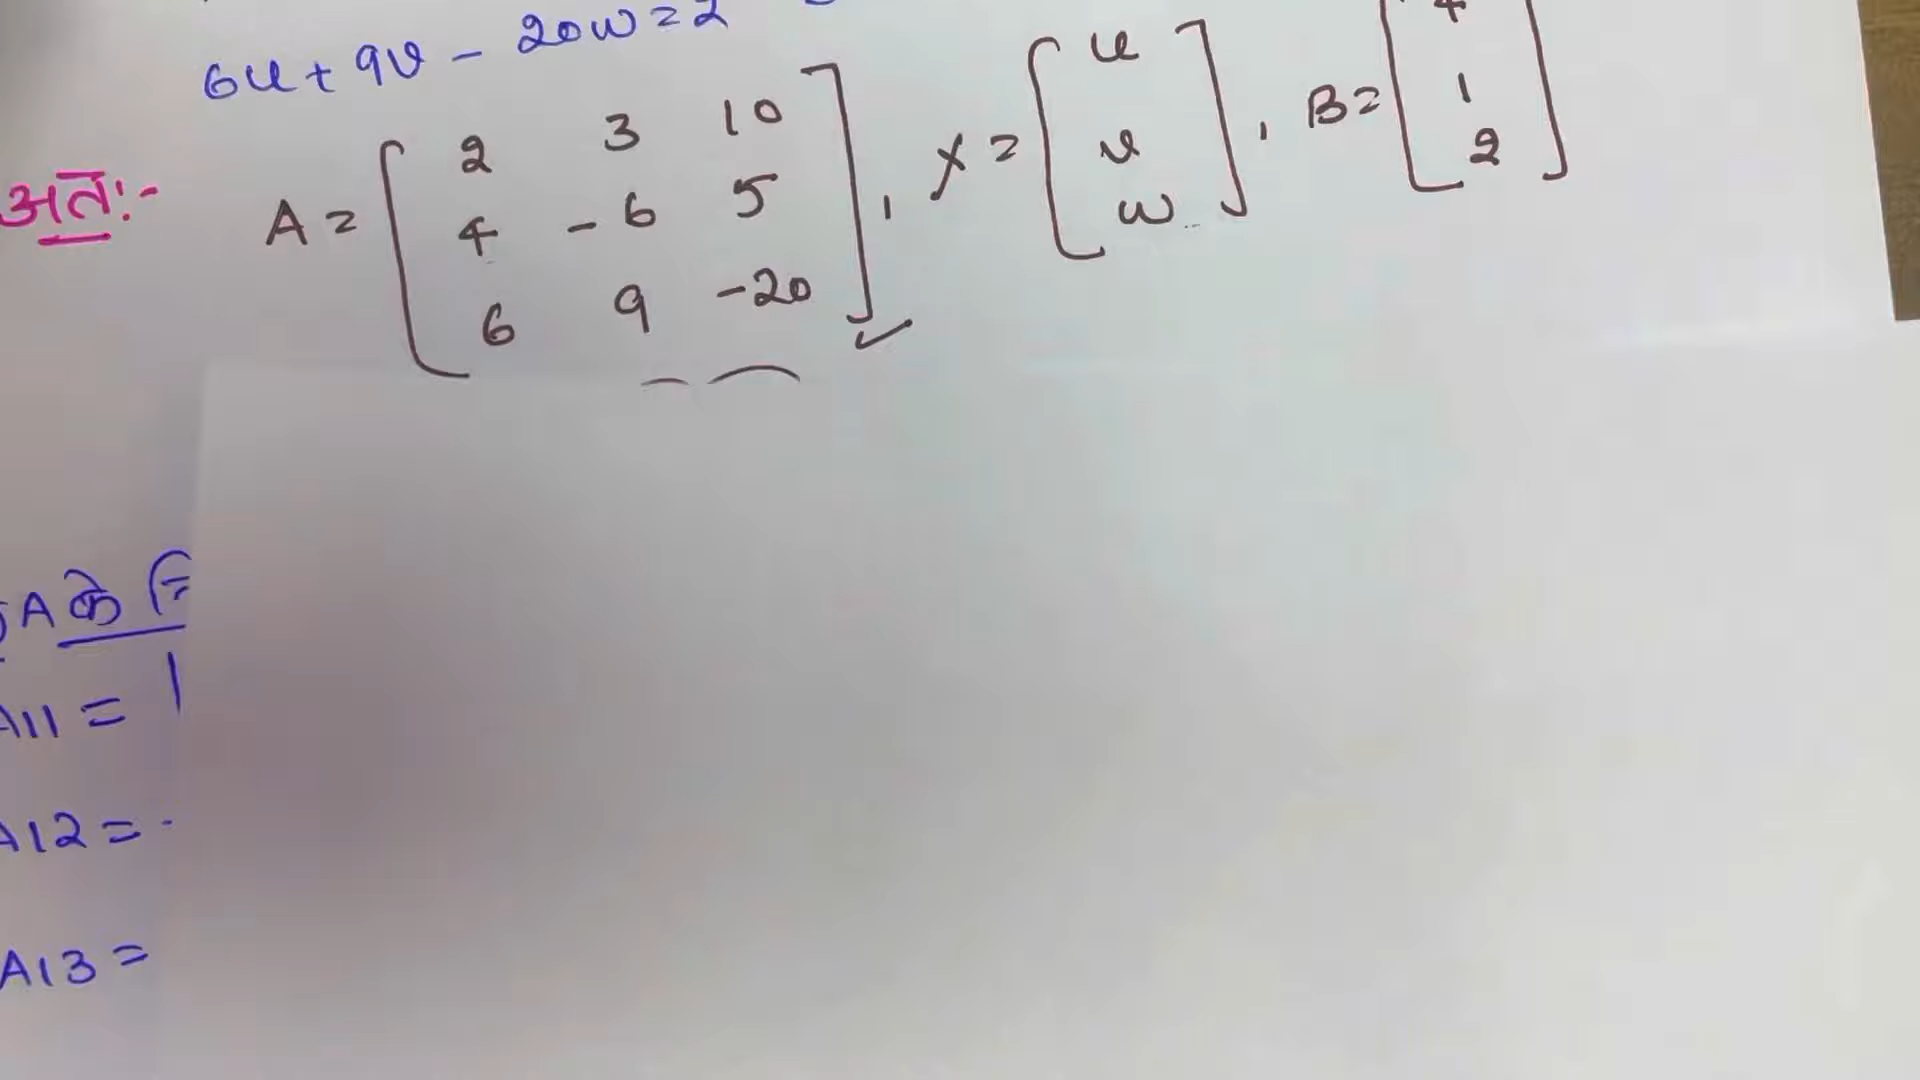 6u + 9v - 20w = 2
अतः:- A = [ 2 3 10
4 -6 5
6 9 -20 ] , X = [ u
v
w ] , B = [ 4
1
2 ]
A के
A11 =
A12 = -
A13 =